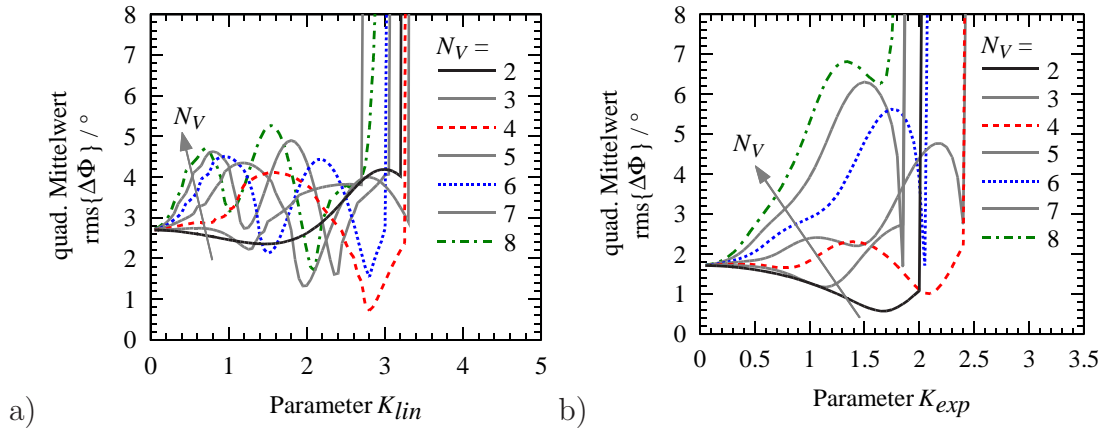 a)
quad. Mittelwert
rms{ΔΦ} / °
8
7
6
5
4
3
2
1
0
0 1 2 3 4 5
Parameter K_lin
N_V
N_V =
2
3
4
5
6
7
8
b)
quad. Mittelwert
rms{ΔΦ} / °
8
7
6
5
4
3
2
1
0
0 0.5 1 1.5 2 2.5 3 3.5
Parameter K_exp
N_V
N_V =
2
3
4
5
6
7
8